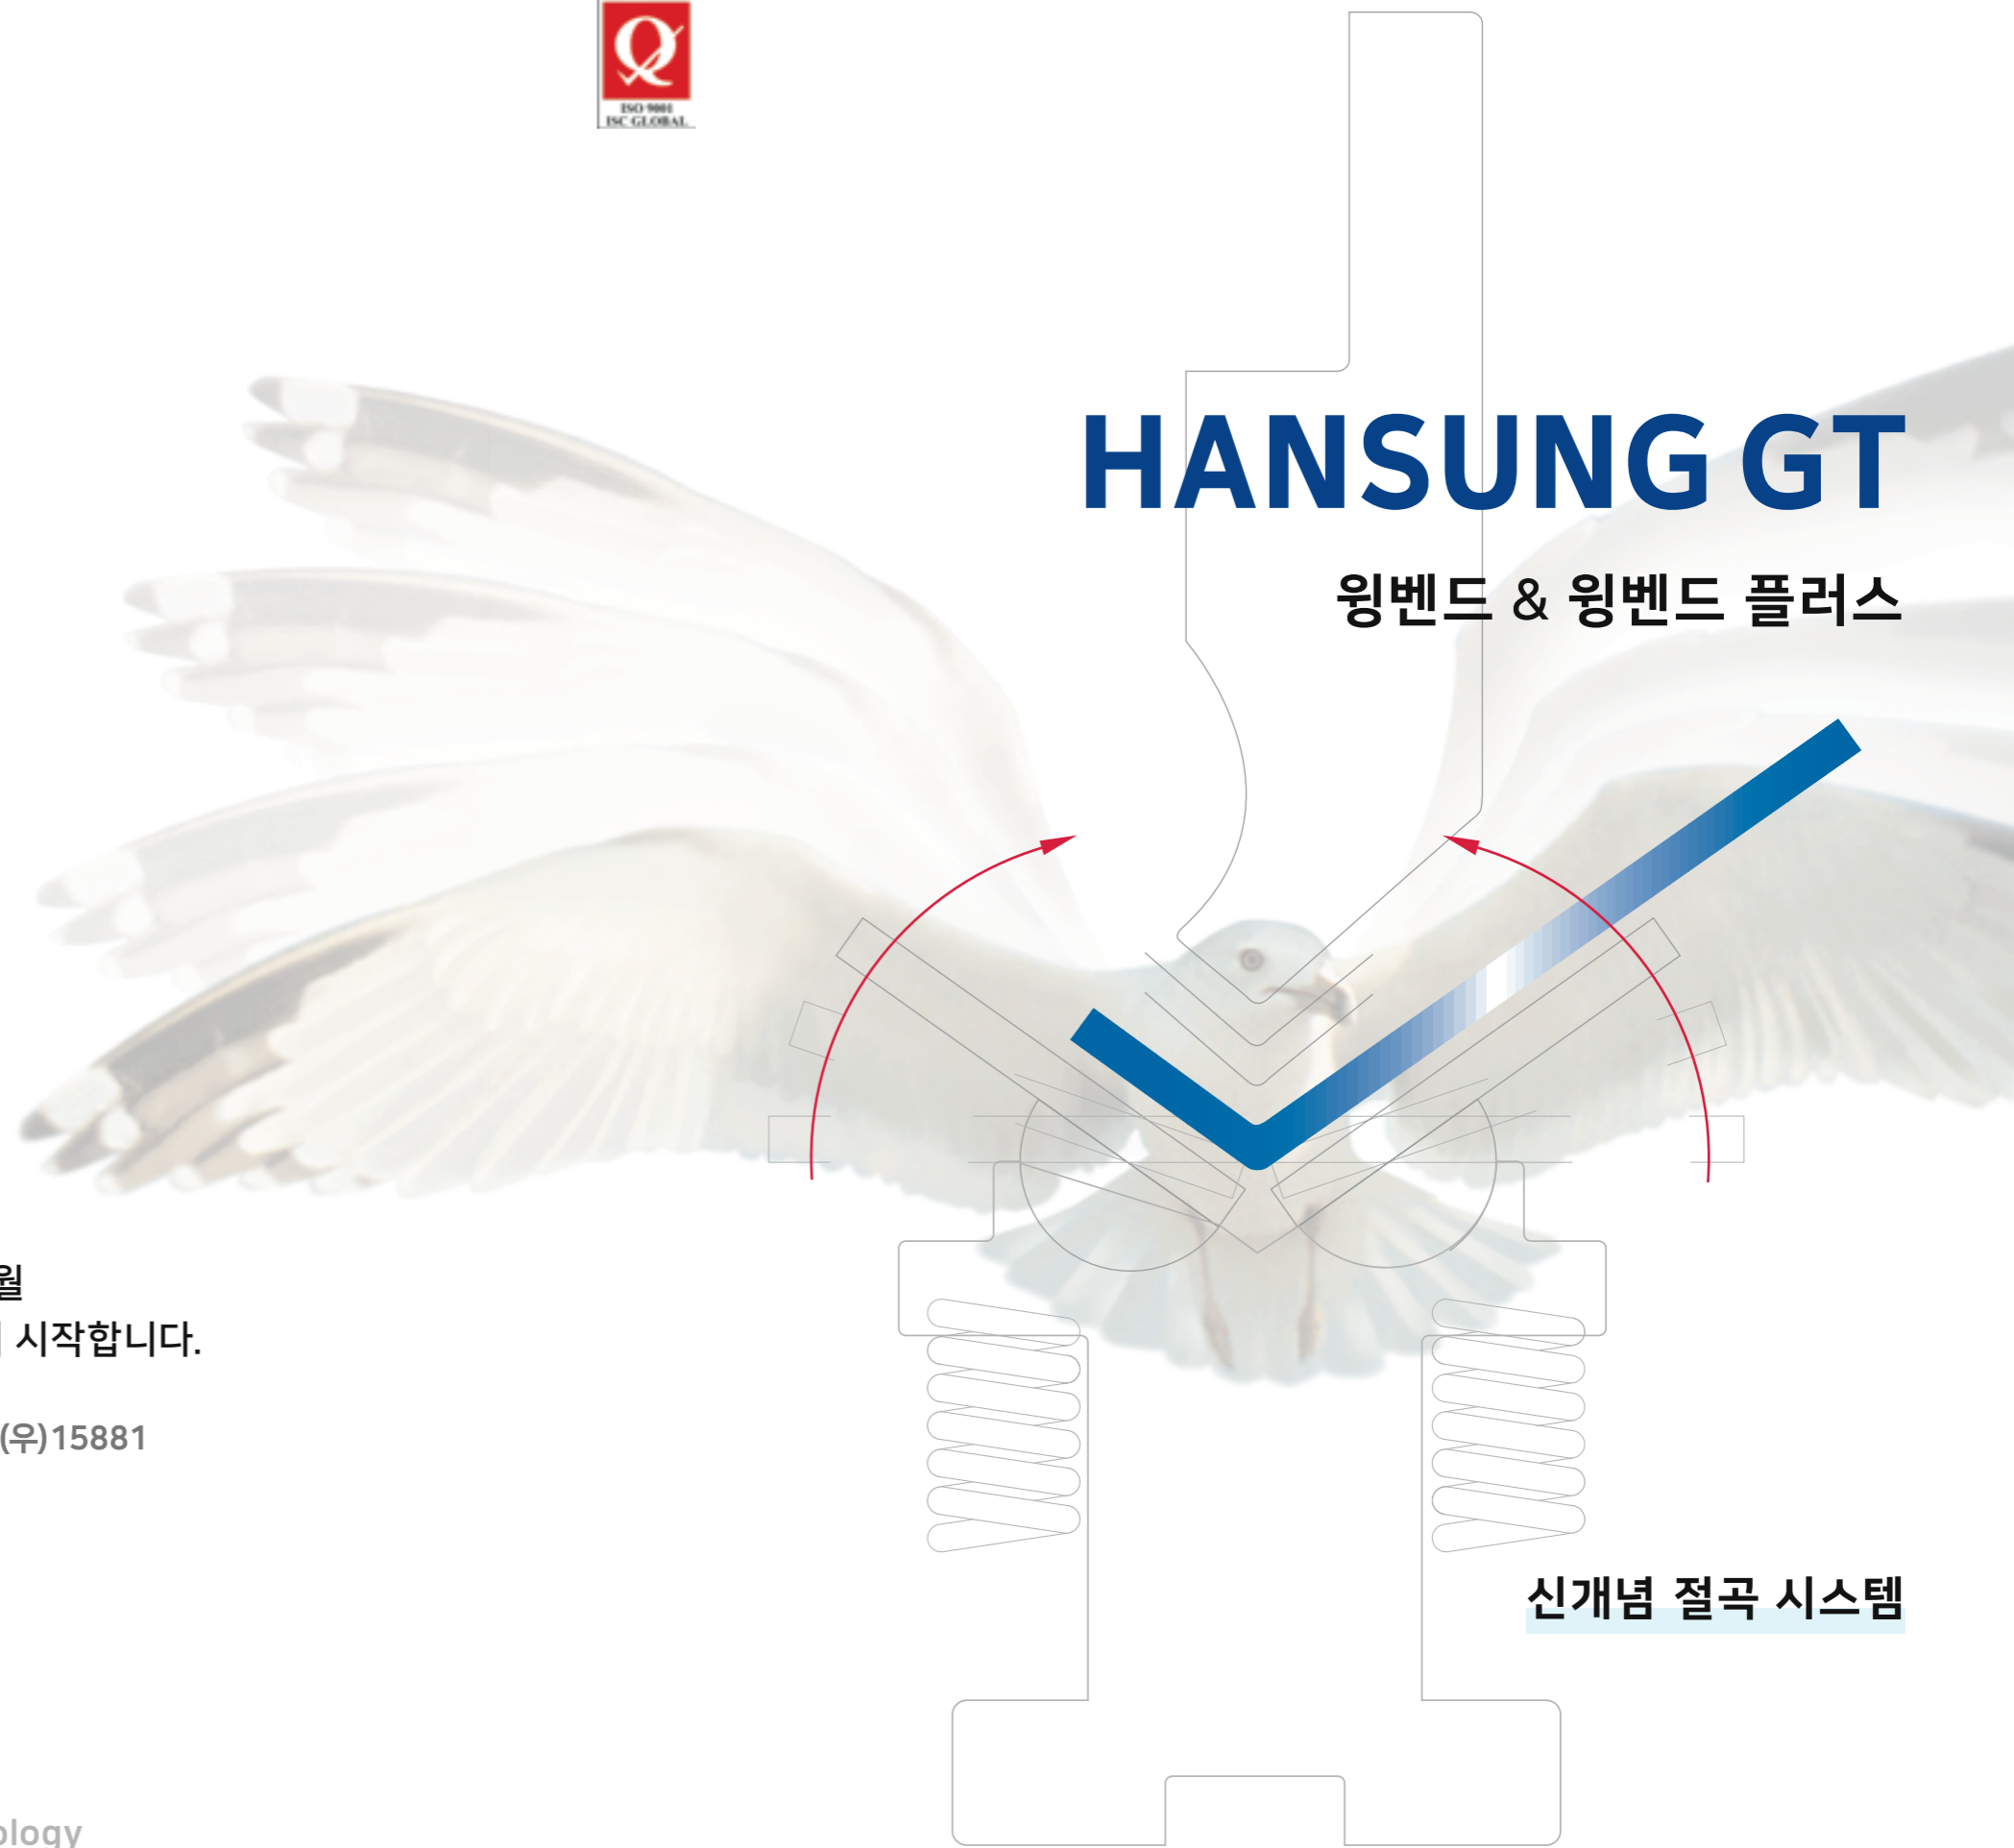 ISO 9001
ISC GLOBAL
HANSUNG GT
윙벤드 & 윙벤드 플러스
월
시작합니다.
(우)15881
신개념 절곡 시스템
ology